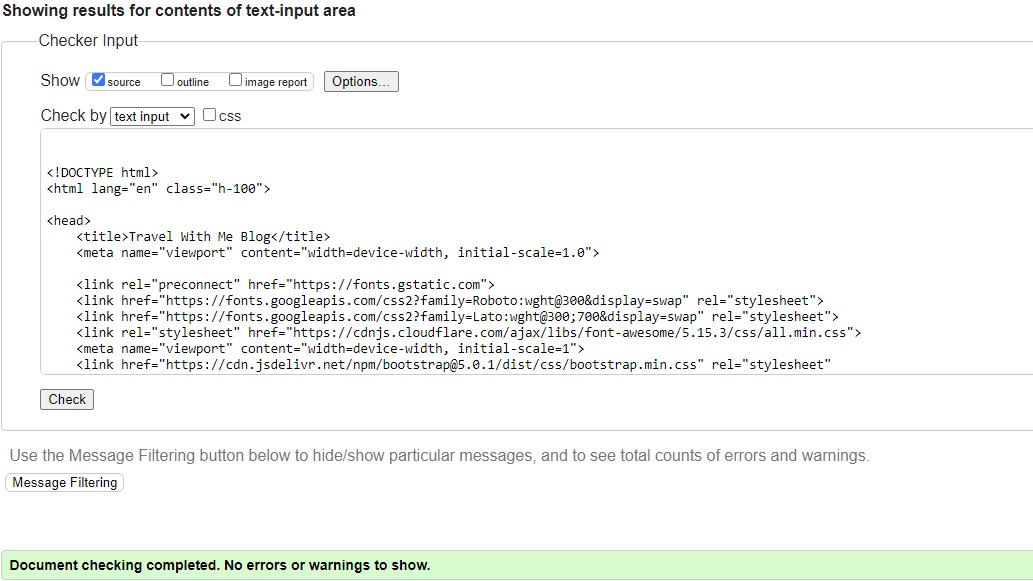 Showing results for contents of text-input area
Checker Input
Show source outline image report Options...
Check by text input css
<!DOCTYPE html>
<html lang="en" class="h-100">
<head>
<title>Travel With Me Blog</title>
<meta name="viewport" content="width=device-width, initial-scale=1.0">
<link rel="preconnect" href="https://fonts.gstatic.com">
<link href="https://fonts.googleapis.com/css2?family=Roboto:wght@300&display=swap" rel="stylesheet">
<link href="https://fonts.googleapis.com/css2?family=Lato:wght@300;700&display=swap" rel="stylesheet">
<link rel="stylesheet" href="https://cdnjs.cloudflare.com/ajax/libs/font-awesome/5.15.3/css/all.min.css">
<meta name="viewport" content="width=device-width, initial-scale=1">
<link href="https://cdn.jsdelivr.net/npm/bootstrap@5.0.1/dist/css/bootstrap.min.css" rel="stylesheet"
Check
Use the Message Filtering button below to hide/show particular messages, and to see total counts of errors and warnings.
Message Filtering
Document checking completed. No errors or warnings to show.